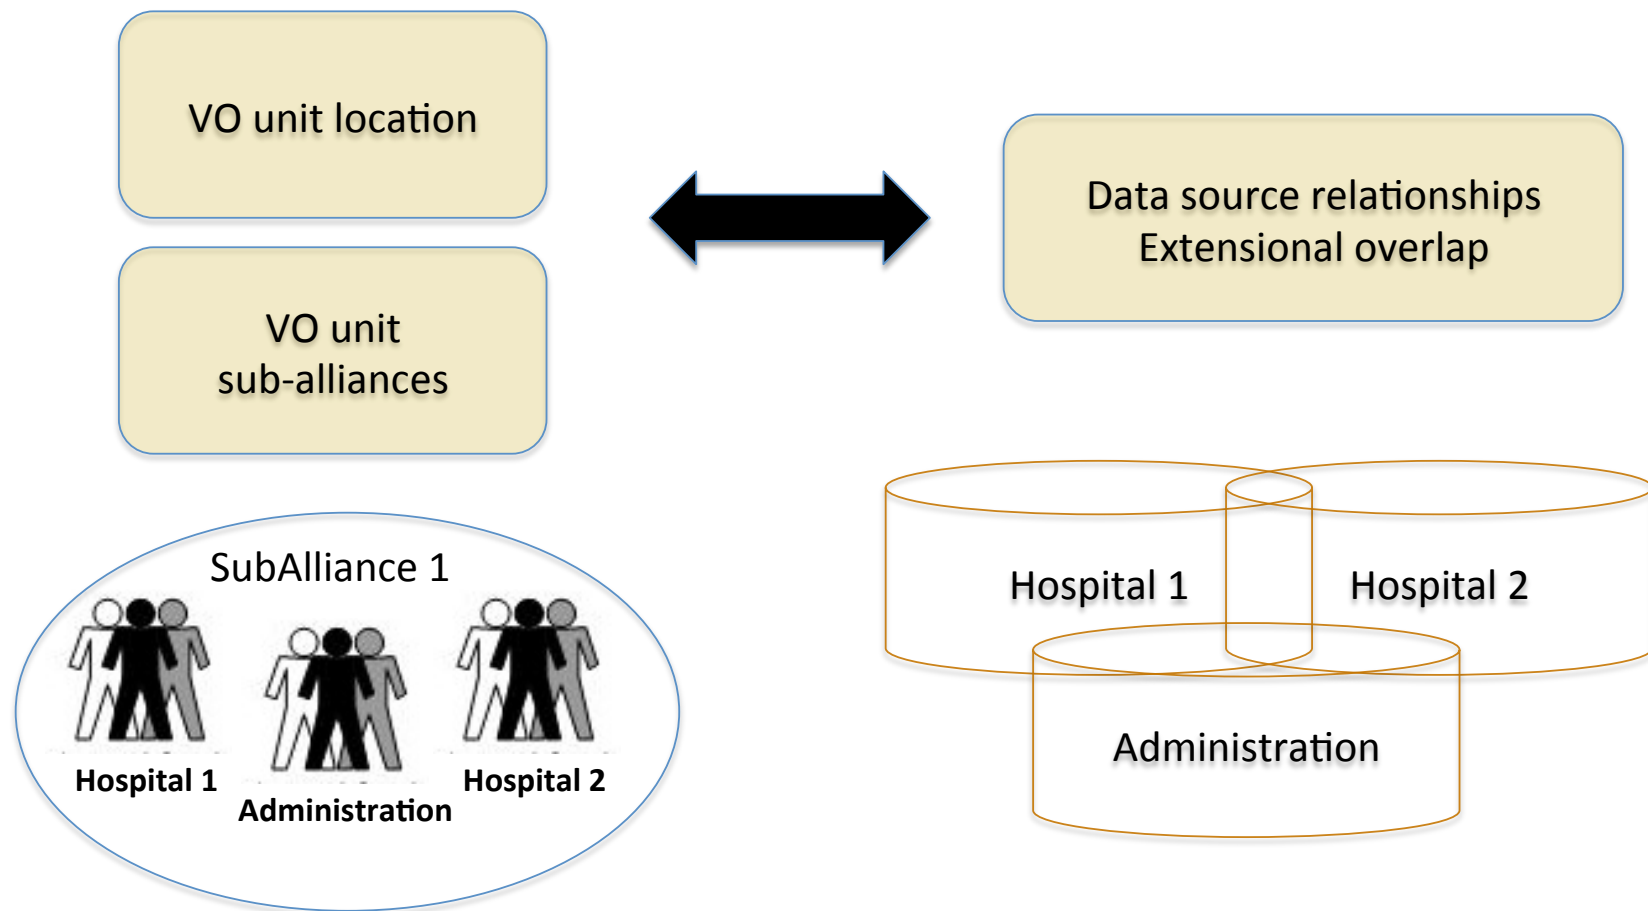 VO unit location
VO unit
sub-alliances
Data source relationships
Extensional overlap
SubAlliance 1
Hospital 1
Administration
Hospital 2
Hospital 1
Hospital 2
Administration